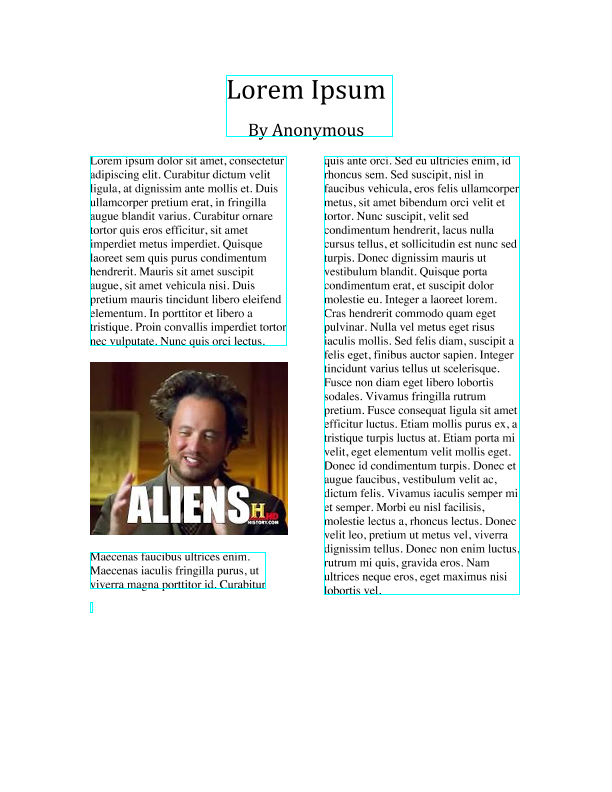 Lorem Ipsum
By Anonymous
Lorem ipsum dolor sit amet, consectetur
adipiscing elit. Curabitur dictum velit
ligula, at dignissim ante mollis et. Duis
ullamcorper pretium erat, in fringilla
augue blandit varius. Curabitur ornare
tortor quis eros efficitur, sit amet
imperdiet metus imperdiet. Quisque
laoreet sem quis purus condimentum
hendrerit. Mauris sit amet suscipit
augue, sit amet vehicula nisi. Duis
pretium mauris tincidunt libero eleifend
elementum. In porttitor et libero a
tristique. Proin convallis imperdiet tortor
nec vulputate. Nunc quis orci lectus.
ALIENS
H HD
HISTORY.COM
Maecenas faucibus ultrices enim.
Maecenas iaculis fringilla purus, ut
viverra magna porttitor id. Curabitur
quis ante orci. Sed eu ultricies enim, id
rhoncus sem. Sed suscipit, nisl in
faucibus vehicula, eros felis ullamcorper
metus, sit amet bibendum orci velit et
tortor. Nunc suscipit, velit sed
condimentum hendrerit, lacus nulla
cursus tellus, et sollicitudin est nunc sed
turpis. Donec dignissim mauris ut
vestibulum blandit. Quisque porta
condimentum erat, et suscipit dolor
molestie eu. Integer a laoreet lorem.
Cras hendrerit commodo quam eget
pulvinar. Nulla vel metus eget risus
iaculis mollis. Sed felis diam, suscipit a
felis eget, finibus auctor sapien. Integer
tincidunt varius tellus ut scelerisque.
Fusce non diam eget libero lobortis
sodales. Vivamus fringilla rutrum
pretium. Fusce consequat ligula sit amet
efficitur luctus. Etiam mollis purus ex, a
tristique turpis luctus at. Etiam porta mi
velit, eget elementum velit mollis eget.
Donec id condimentum turpis. Donec et
augue faucibus, vestibulum velit ac,
dictum felis. Vivamus iaculis semper mi
et semper. Morbi eu nisl facilisis,
molestie lectus a, rhoncus lectus. Donec
velit leo, pretium ut metus vel, viverra
dignissim tellus. Donec non enim luctus,
rutrum mi quis, gravida eros. Nam
ultrices neque eros, eget maximus nisi
lobortis vel.